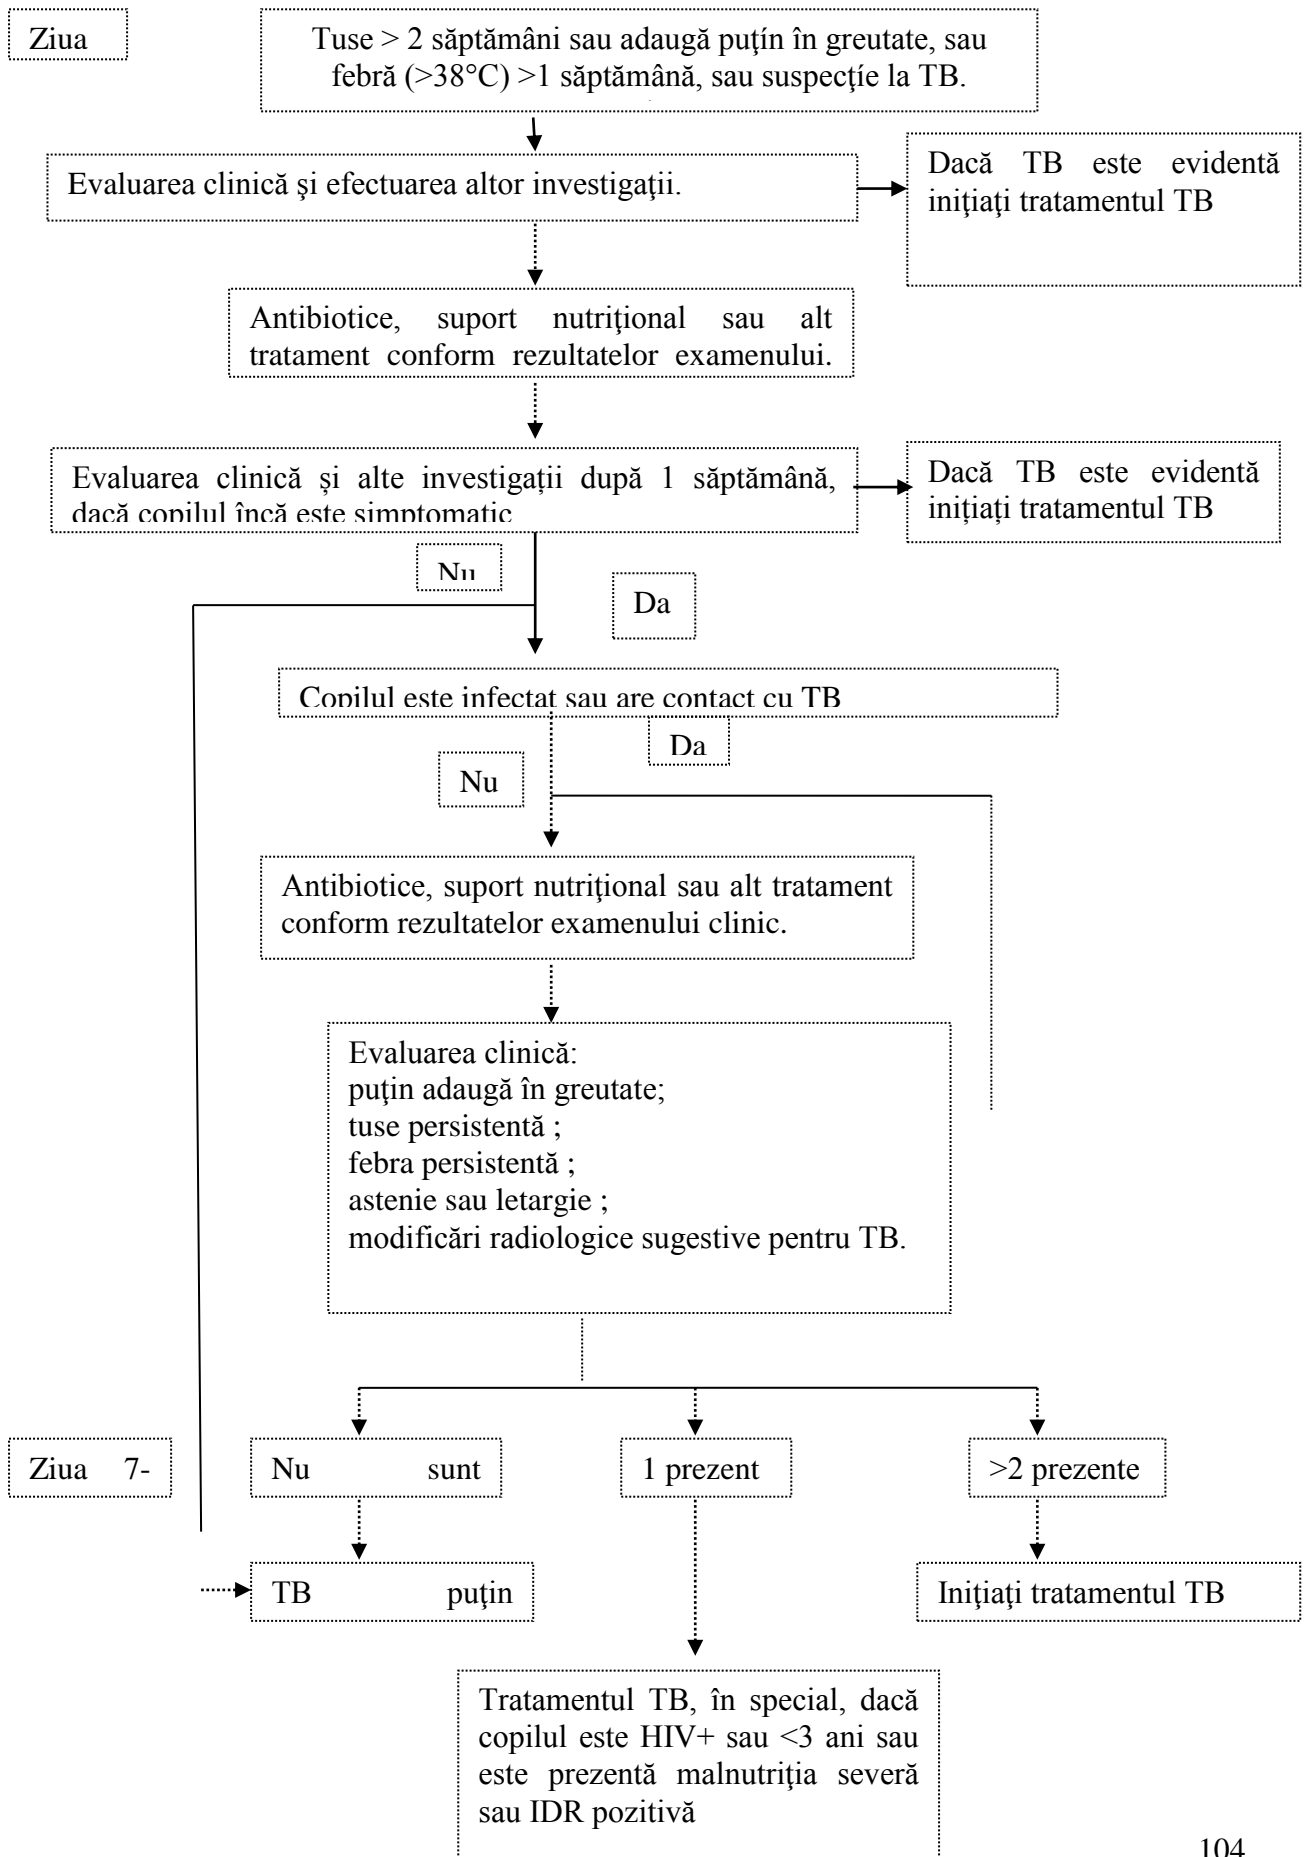 Ziua
Tuse > 2 săptămâni sau adaugă puţín în greutate, sau
febră (>38°C) >1 săptămână, sau suspecţíe la TB.
Evaluarea clinică şi efectuarea altor investigaţii.
Dacă TB este evidentă
iniţiaţi tratamentul TB
Antibiotice, suport nutriţional sau alt
tratament conform rezultatelor examenului.
Evaluarea clinică și alte investigații după 1 săptămână,
dacă copilul încă este simptomatic
Dacă TB este evidentă
inițiați tratamentul TB
Nu
Da
Copilul este infectat sau are contact cu TB
Da
Nu
Antibiotice, suport nutriţional sau alt tratament
conform rezultatelor examenului clinic.
Evaluarea clinică:
puţin adaugă în greutate;
tuse persistentă ;
febra persistentă ;
astenie sau letargie ;
modificări radiologice sugestive pentru TB.
Ziua 7-
Nu sunt
1 prezent
>2 prezente
TB puţin
Iniţiaţi tratamentul TB
Tratamentul TB, în special, dacă
copilul este HIV+ sau <3 ani sau
este prezentă malnutriţia severă
sau IDR pozitivă
104